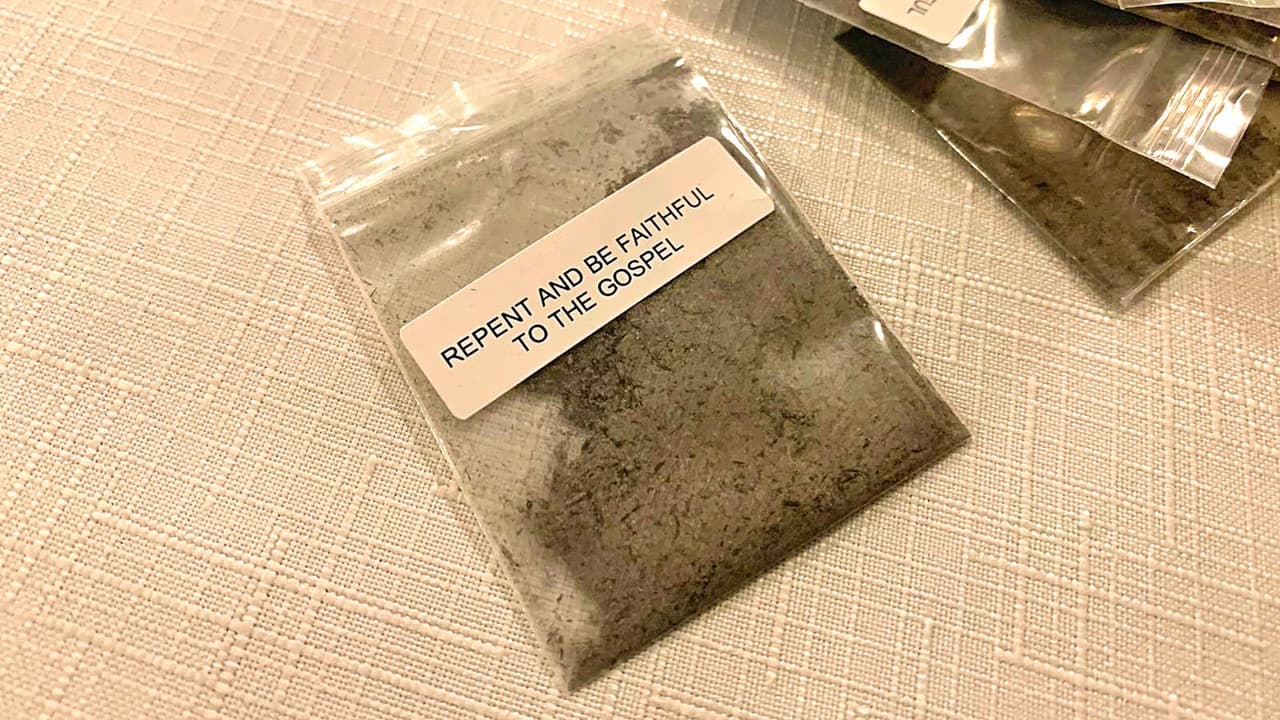 REPENT AND BE FAITHFUL
TO THE GOSPEL